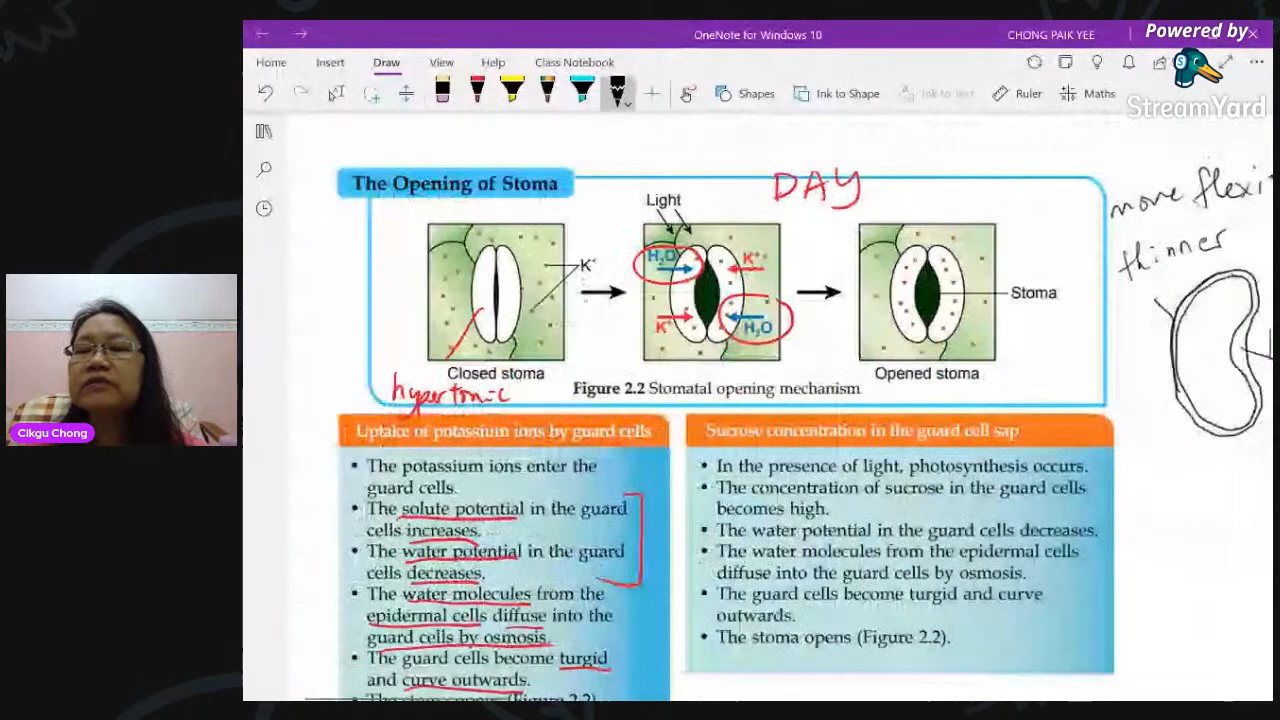 OneNote for Windows 10
CHONG PAIK YEE
Powered by
StreamYard
Home Insert Draw View Help Class Notebook
Shapes Ink to Shape Ink to Text Ruler Maths
The Opening of Stoma
DAY
more flexi
thinner
Light
H₂O
K⁺
K⁺
K⁺
H₂O
Stoma
Closed stoma
Opened stoma
hypertonic
Figure 2.2 Stomatal opening mechanism
Cikgu Chong
Uptake of potassium ions by guard cells
• The potassium ions enter the
guard cells.
• The solute potential in the guard
cells increases.
• The water potential in the guard
cells decreases.
• The water molecules from the
epidermal cells diffuse into the
guard cells by osmosis.
• The guard cells become turgid
and curve outwards.
Sucrose concentration in the guard cell sap
• In the presence of light, photosynthesis occurs.
• The concentration of sucrose in the guard cells
becomes high.
• The water potential in the guard cells decreases.
• The water molecules from the epidermal cells
diffuse into the guard cells by osmosis.
• The guard cells become turgid and curve
outwards.
• The stoma opens (Figure 2.2).